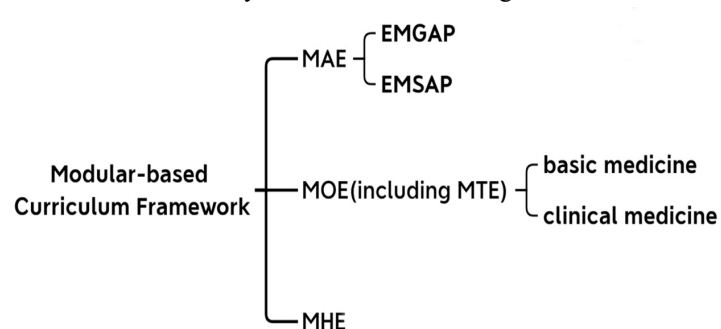 EMGAP
MAE
EMSAP
Modular-based
Curriculum Framework
MOE(including MTE)
basic medicine
clinical medicine
MHE